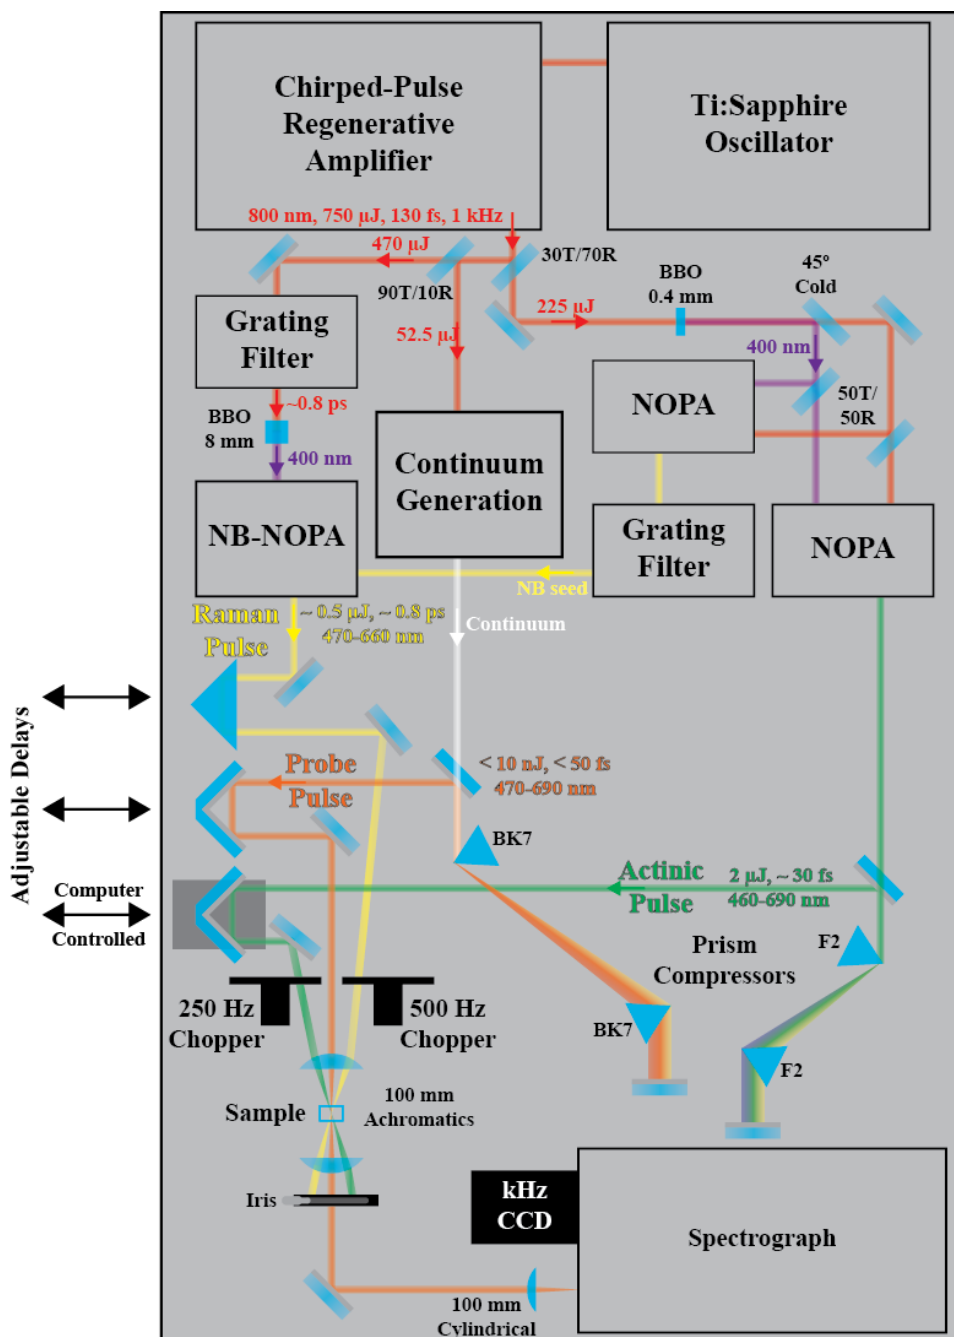 Chirped-Pulse
Regenerative
Amplifier
Ti:Sapphire
Oscillator
800 nm, 750 µJ, 130 fs, 1 kHz
470 µJ
30T/70R
90T/10R
BBO
0.4 mm
45º
Cold
225 µJ
52.5 µJ
Grating
Filter
400 nm
NOPA
50T/
50R
~0.8 ps
BBO
8 mm
400 nm
Continuum
Generation
NB-NOPA
Grating
Filter
NOPA
NB seed
Raman
Pulse
~ 0.5 µJ, ~ 0.8 ps
470-660 nm
Continuum
Adjustable Delays
Probe
Pulse
< 10 nJ, < 50 fs
470-690 nm
BK7
Computer
Controlled
Actinic
Pulse
2 µJ, ~ 30 fs
460-690 nm
F2
Prism
Compressors
250 Hz
Chopper
500 Hz
Chopper
BK7
F2
Sample
100 mm
Achromatics
Iris
kHz
CCD
Spectrograph
100 mm
Cylindrical